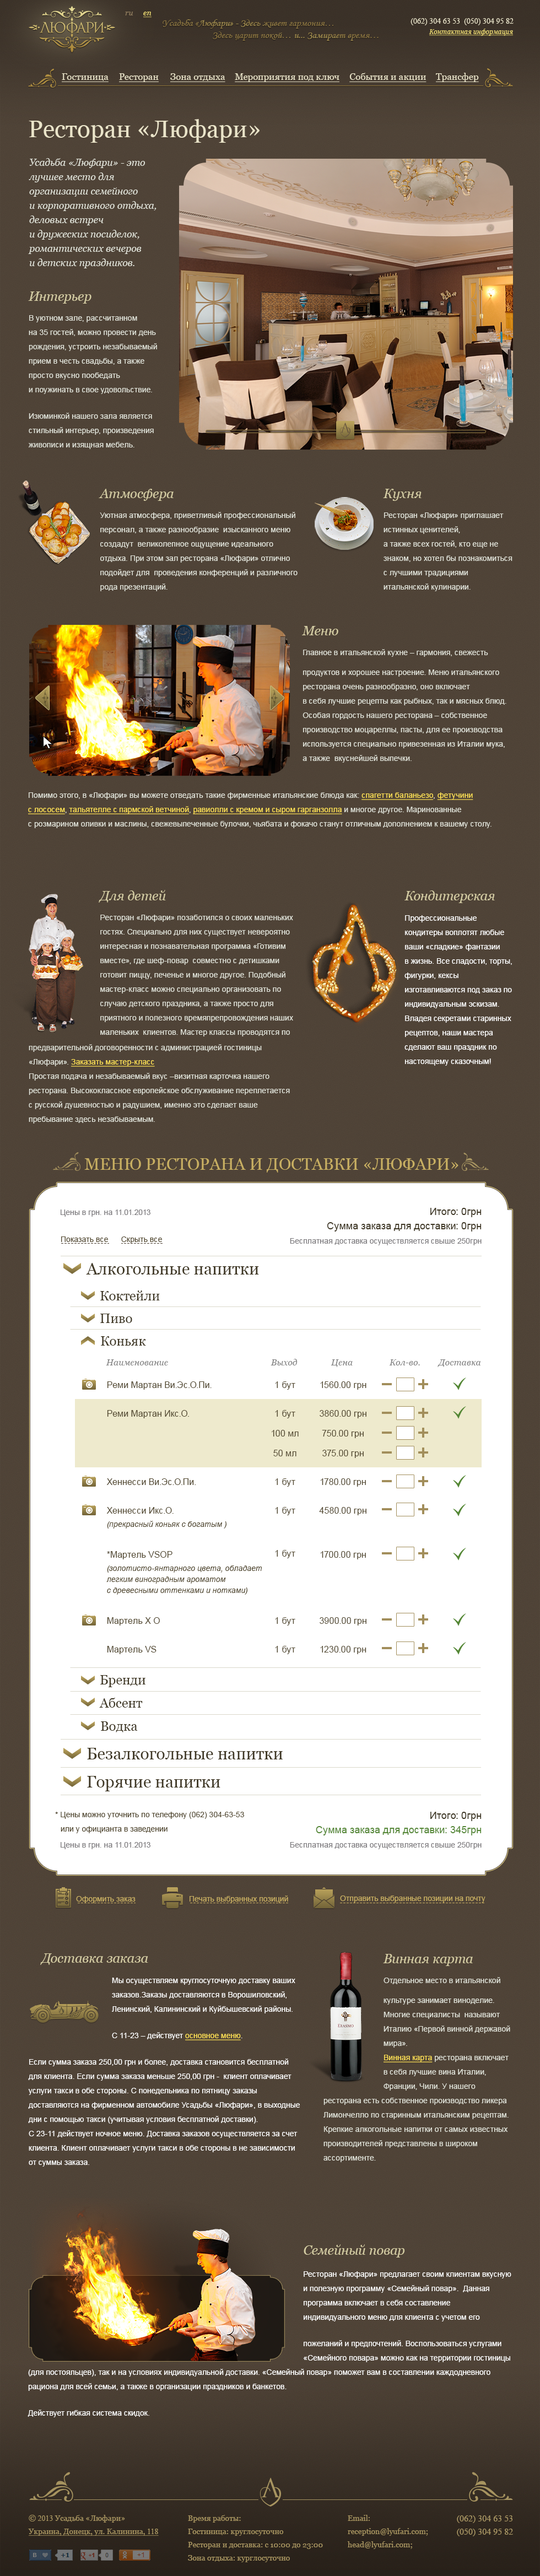 ЛЮФАРИ
ru en
Усадьба «Люфари» - Здесь живет гармония…
Здесь царит покой… и... Замирает время…
(062) 304 63 53 (050) 304 95 82
Контактная информация
Гостиница Ресторан Зона отдыха Мероприятия под ключ События и акции Трансфер
Ресторан «Люфари»
Усадьба «Люфари» - это
лучшее место для
организации семейного
и корпоративного отдыха,
деловых встреч
и дружеских посиделок,
романтических вечеров
и детских праздников.
Интерьер
В уютном зале, рассчитанном
на 35 гостей, можно провести день
рождения, устроить незабываемый
прием в честь свадьбы, а также
просто вкусно пообедать
и поужинать в свое удовольствие.
Изюминкой нашего зала является
стильный интерьер, произведения
живописи и изящная мебель.
Атмосфера
Уютная атмосфера, приветливый профессиональный
персонал, а также разнообразие изысканного меню
создадут великолепное ощущение идеального
отдыха. При этом зал ресторана «Люфари» отлично
подойдет для проведения конференций и различного
рода презентаций.
Кухня
Ресторан «Люфари» приглашает
истинных ценителей,
а также всех гостей, кто еще не
знаком, но хотел бы познакомиться
с лучшими традициями
итальянской кулинарии.
Меню
Главное в итальянской кухне – гармония, свежесть
продуктов и хорошее настроение. Меню итальянского
ресторана очень разнообразно, оно включает
в себя лучшие рецепты как рыбных, так и мясных блюд.
Особая гордость нашего ресторана – собственное
производство моцареллы, пасты, для ее производства
используется специально привезенная из Италии мука,
а также вкуснейшей выпечки.
Помимо этого, в «Люфари» вы можете отведать такие фирменные итальянские блюда как: спагетти баланьезо, фетучини
с лососем, тальятелле с пармской ветчиной, равиолли с кремом и сыром гарганзолла и многое другое. Маринованные
с розмарином оливки и маслины, свежевыпеченные булочки, чьабата и фокачо станут отличным дополнением к вашему столу.
Для детей
Ресторан «Люфари» позаботился о своих маленьких
гостях. Специально для них существует невероятно
интересная и познавательная программа «Готовим
вместе», где шеф-повар совместно с детишками
готовит пиццу, печенье и многое другое. Подобный
мастер-класс можно специально организовать по
случаю детского праздника, а также просто для
приятного и полезного времяпрепровождения наших
маленьких клиентов. Мастер классы проводятся по
предварительной договоренности с администрацией гостиницы
«Люфари». Заказать мастер-класс
Простая подача и незабываемый вкус –визитная карточка нашего
ресторана. Высококлассное европейское обслуживание переплетается
с русской душевностью и радушием, именно это сделает ваше
пребывание здесь незабываемым.
Кондитерская
Профессиональные
кондитеры воплотят любые
ваши «сладкие» фантазии
в жизнь. Все сладости, торты,
фигурки, кексы
изготавливаются под заказ по
индивидуальным эскизам.
Владея секретами старинных
рецептов, наши мастера
сделают ваш праздник по
настоящему сказочным!
МЕНЮ РЕСТОРАНА И ДОСТАВКИ «ЛЮФАРИ»
Цены в грн. на 11.01.2013
Итого: 0грн
Сумма заказа для доставки: 0грн
Показать все Скрыть все
Бесплатная доставка осуществляется свыше 250грн
Алкогольные напитки
Коктейли
Пиво
Коньяк
Наименование Выход Цена Кол-во. Доставка
Реми Мартан Ви.Эс.О.Пи. 1 бут 1560.00 грн
Реми Мартан Икс.О. 1 бут 3860.00 грн
100 мл 750.00 грн
50 мл 375.00 грн
Хеннесси Ви.Эс.О.Пи. 1 бут 1780.00 грн
Хеннесси Икс.О. 1 бут 4580.00 грн
(прекрасный коньяк с богатым )
*Мартель VSOP 1 бут 1700.00 грн
(золотисто-янтарного цвета, обладает
легким виноградным ароматом
с древесными оттенками и нотками)
Мартель X O 1 бут 3900.00 грн
Мартель VS 1 бут 1230.00 грн
Бренди
Абсент
Водка
Безалкогольные напитки
Горячие напитки
* Цены можно уточнить по телефону (062) 304-63-53
или у официанта в заведении
Итого: 0грн
Сумма заказа для доставки: 345грн
Цены в грн. на 11.01.2013
Бесплатная доставка осуществляется свыше 250грн
Оформить заказ Печать выбранных позиций Отправить выбранные позиции на почту
Доставка заказа
Мы осуществляем круглосуточную доставку ваших
заказов.Заказы доставляются в Ворошиловский,
Ленинский, Калининский и Куйбышевский районы.
С 11-23 – действует основное меню.
Если сумма заказа 250,00 грн и более, доставка становится бесплатной
для клиента. Если сумма заказа меньше 250,00 грн - клиент оплачивает
услуги такси в обе стороны. С понедельника по пятницу заказы
доставляются на фирменном автомобиле Усадьбы «Люфари», в выходные
дни с помощью такси (учитывая условия бесплатной доставки).
С 23-11 действует ночное меню. Доставка заказов осуществляется за счет
клиента. Клиент оплачивает услуги такси в обе стороны в не зависимости
от суммы заказа.
Винная карта
Отдельное место в итальянской
культуре занимает виноделие.
Многие специалисты называют
Италию «Первой винной державой
мира».
Винная карта ресторана включает
в себя лучшие вина Италии,
Франции, Чили. У нашего
ресторана есть собственное производство ликера
Лимончелло по старинным итальянским рецептам.
Крепкие алкогольные напитки от самых известных
производителей представлены в широком
ассортименте.
Семейный повар
Ресторан «Люфари» предлагает своим клиентам вкусную
и полезную программу «Семейный повар». Данная
программа включает в себя составление
индивидуального меню для клиента с учетом его
пожеланий и предпочтений. Воспользоваться услугами
«Семейного повара» можно как на территории гостиницы
(для постояльцев), так и на условиях индивидуальной доставки. «Семейный повар» поможет вам в составлении каждодневного
рациона для всей семьи, а также в организации праздников и банкетов.
Действует гибкая система скидок.
© 2013 Усадьба «Люфари»
Украина, Донецк, ул. Калинина, 118
Время работы:
Гостиница: круглосуточно
Ресторан и доставка: с 10:00 до 23:00
Зона отдыха: курглосуточно
Email:
reception@lyufari.com;
head@lyufari.com;
(062) 304 63 53
(050) 304 95 82